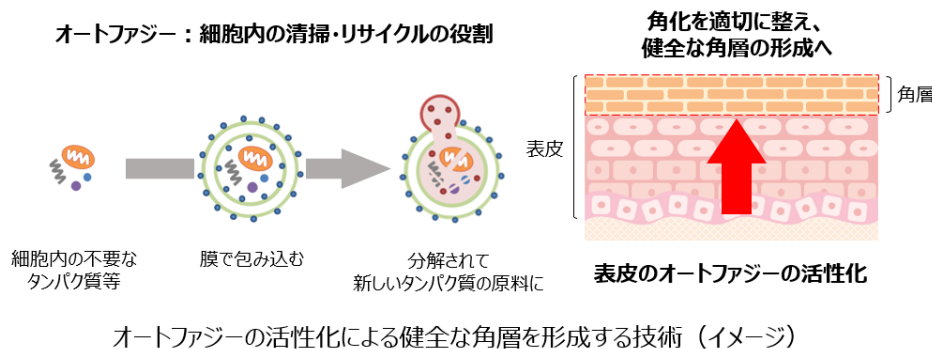 オートファジー：細胞内の清掃・リサイクルの役割
細胞内の不要な
タンパク質等
膜で包み込む
分解されて
新しいタンパク質の原料に
角化を適切に整え、
健全な角層の形成へ
表皮
角層
表皮のオートファジーの活性化
オートファジーの活性化による健全な角層を形成する技術（イメージ）